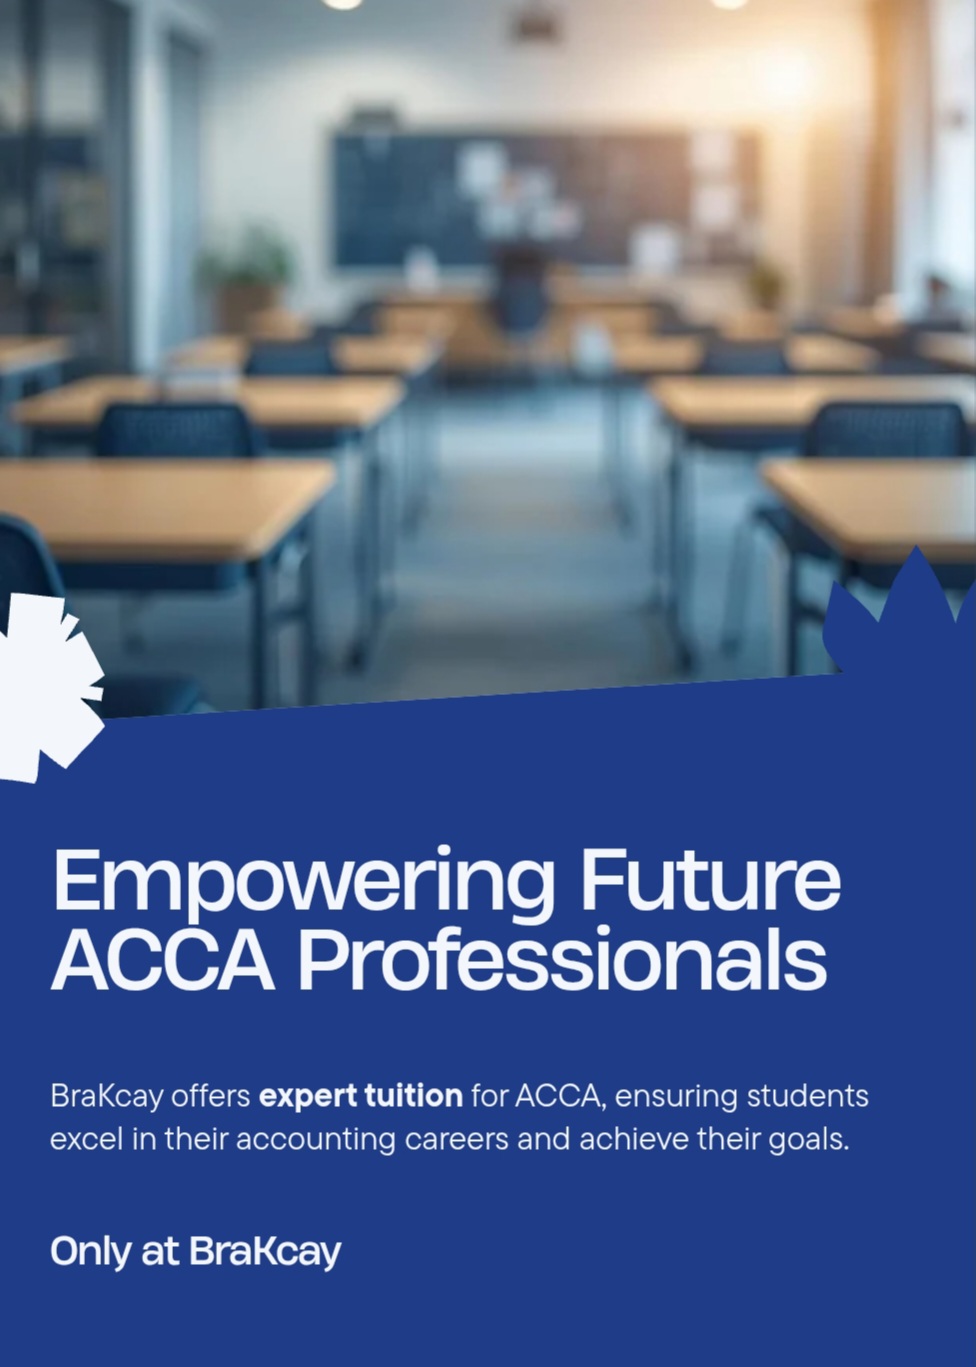 Empowering Future
ACCA Professionals
BraKcay offers expert tuition for ACCA, ensuring students
excel in their accounting careers and achieve their goals.
Only at BraKcay